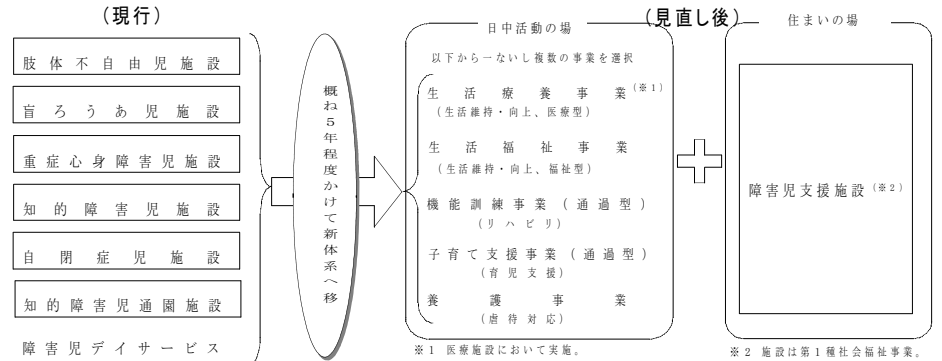 （現行）
肢体不自由児施設
盲ろうあ児施設
重症心身障害児施設
知的障害児施設
自閉症児施設
知的障害児通園施設
障害児デイサービス
概ね5年程度かけて新体系へ移
（見直し後）
日中活動の場
以下から一ないし複数の事業を選択
生活療養事業（※1）
（生活維持・向上、医療型）
生活福祉事業
（生活維持・向上、福祉型）
機能訓練事業（通過型）
（リハビリ）
子育て支援事業（通過型）
（育児支援）
養護事業
（虐待対応）
※1 医療施設において実施。
住まいの場
障害児支援施設（※2）
※2 施設は第1種社会福祉事業。